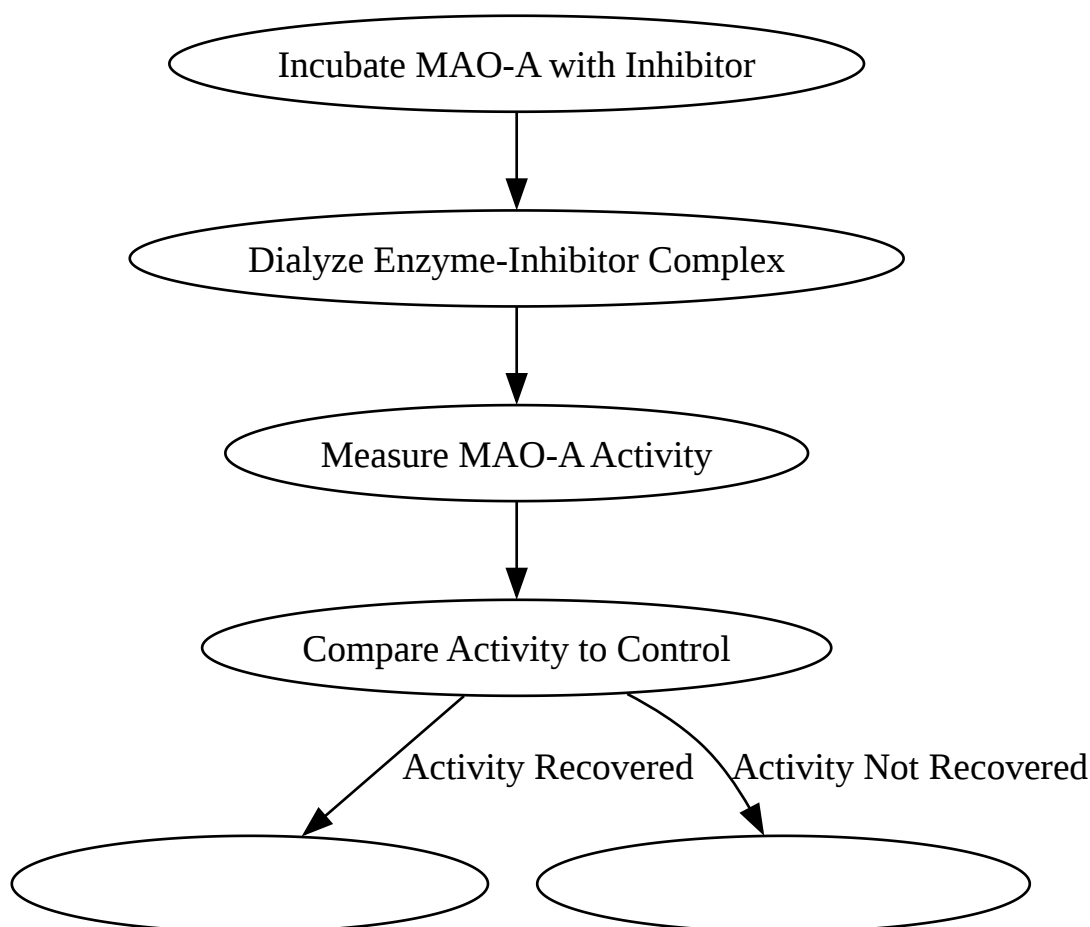 Incubate MAO-A with Inhibitor
Dialyze Enzyme-Inhibitor Complex
Measure MAO-A Activity
Compare Activity to Control
Activity Recovered
Activity Not Recovered